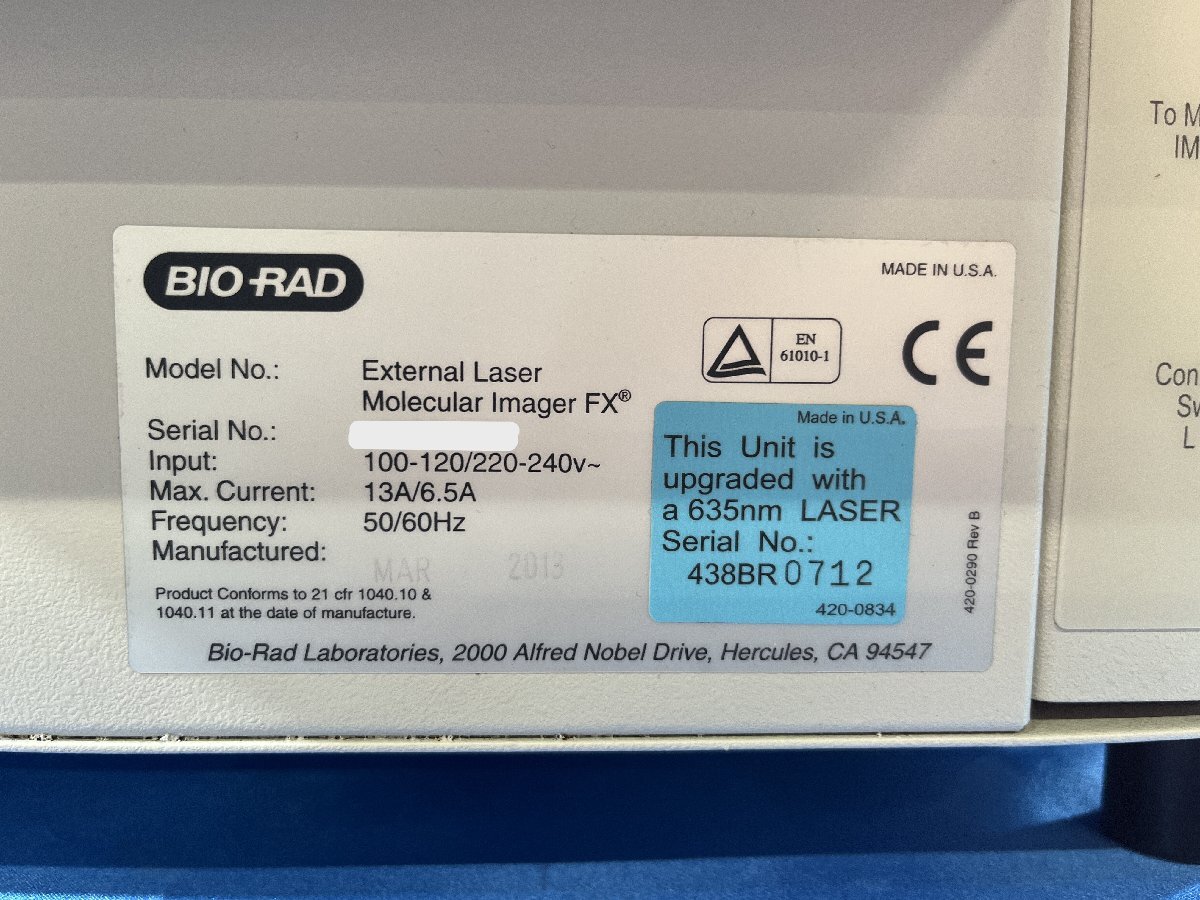 BIO-RAD
MADE IN U.S.A.
Model No.: External Laser
Molecular Imager FX®
EN
61010-1
CE
Serial No.:
Input: 100-120/220-240v~
Max. Current: 13A/6.5A
Frequency: 50/60Hz
Manufactured: MAR 2013
Product Conforms to 21 cfr 1040.10 &
1040.11 at the date of manufacture.
Made in U.S.A.
This Unit is
upgraded with
a 635nm LASER
Serial No.:
438BR0712
420-0834
420-0290 Rev B
Bio-Rad Laboratories, 2000 Alfred Nobel Drive, Hercules, CA 94547
To M
IM
Con
Sw
L